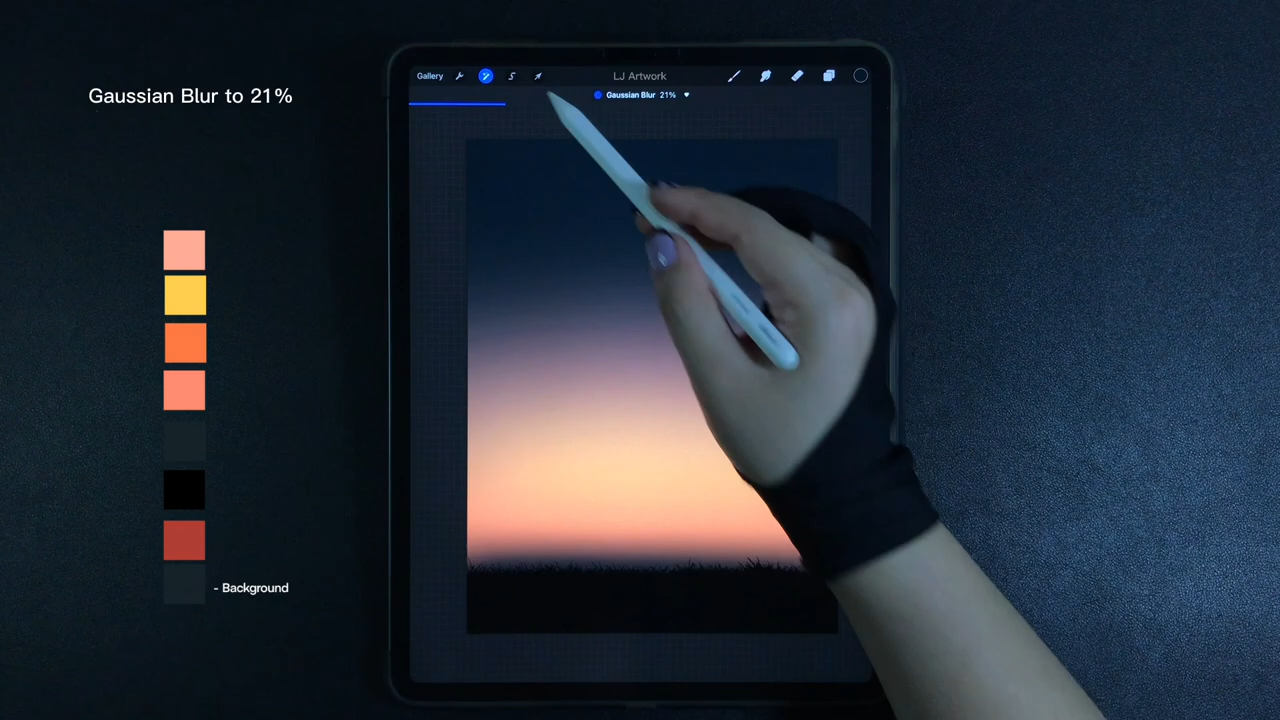 Gaussian Blur to 21%
Gallery
LJ Artwork
Gaussian Blur 21%
- Background